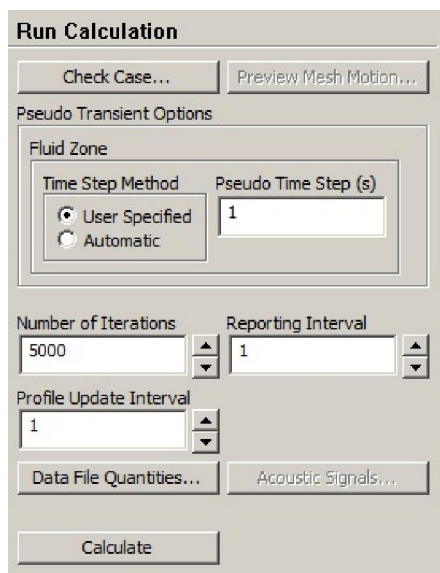 Run Calculation
Check Case... Preview Mesh Motion...
Pseudo Transient Options
Fluid Zone
Time Step Method Pseudo Time Step (s)
User Specified 1
Automatic
Number of Iterations Reporting Interval
5000 1
Profile Update Interval
1
Data File Quantities... Acoustic Signals...
Calculate